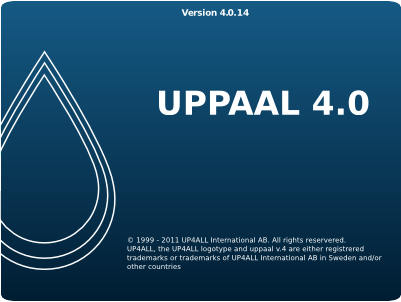 Version 4.0.14
UPPAAL 4.0
© 1999 - 2011 UP4ALL International AB. All rights reservered.
UP4ALL, the UP4ALL logotype and uppaal v.4 are either registrered
trademarks or trademarks of UP4ALL International AB in Sweden and/or
other countries